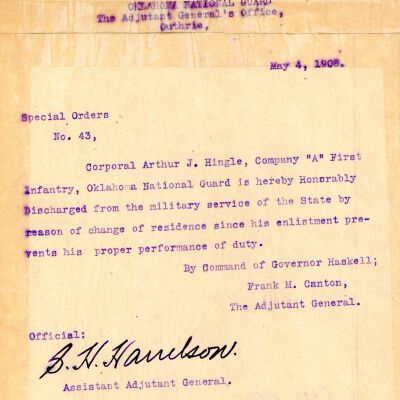 OKLAHOMA NATIONAL GUARD
The Adjutant General's Office,
Guthrie,
May 4, 1908.
Special Orders
No. 43,
Corporal Arthur J. Hingle, Company "A" First
Infantry, Oklahoma National Guard is hereby Honorably
Discharged from the military service of the State by
reason of change of residence since his enlistment pre-
vents his proper performance of duty.
By Command of Governor Haskell;
Frank M. Canton,
The Adjutant General.
Official:
S. H. Harrelson.
Assistant Adjutant General.